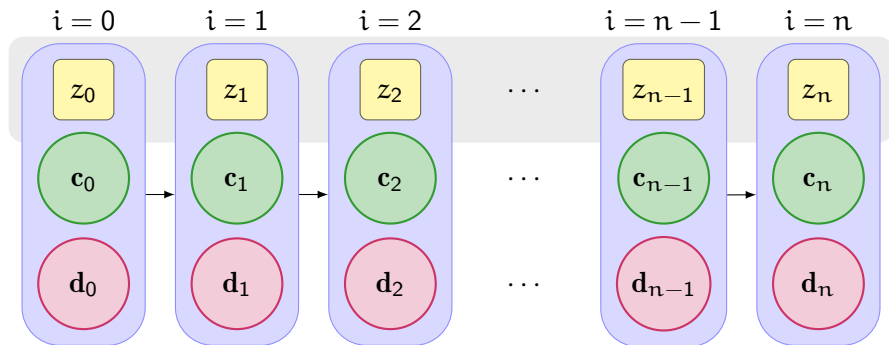 i = 0 i = 1 i = 2 i = n − 1 i = n
z₀ z₁ z₂ ⋯ zₙ₋₁ zₙ
c₀ c₁ c₂ ⋯ cₙ₋₁ cₙ
d₀ d₁ d₂ ⋯ dₙ₋₁ dₙ